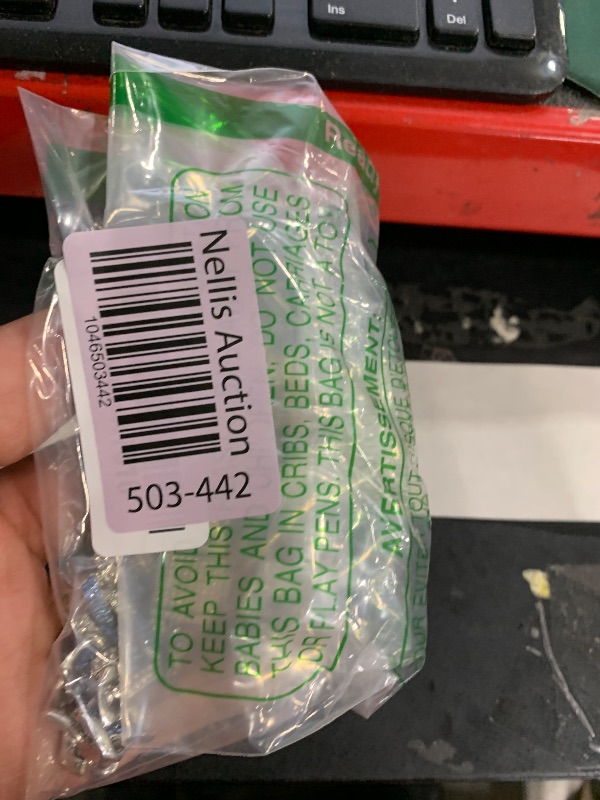 Ins
Del
Nellis Auction
1046503442
503-442
TO AVOID
KEEP THIS
BABIES AND DO NOT USE
THIS BAG IN CRIBS, BEDS, CARRIAGES
OR PLAY PENS. THIS BAG IS NOT A TOY
AVERTISSEMENT: